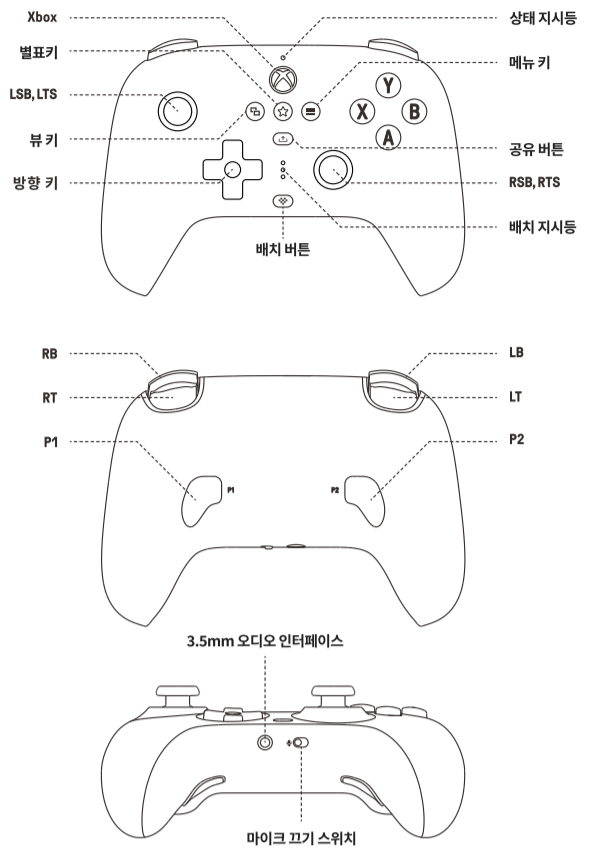 Xbox
상태 지시등
별표키
메뉴 키
LSB, LTS
Y
X
B
A
뷰 키
공유 버튼
방향 키
RSB, RTS
배치 지시등
배치 버튼
RB
LB
RT
LT
P1
P2
P1
P2
3.5mm 오디오 인터페이스
마이크 끄기 스위치